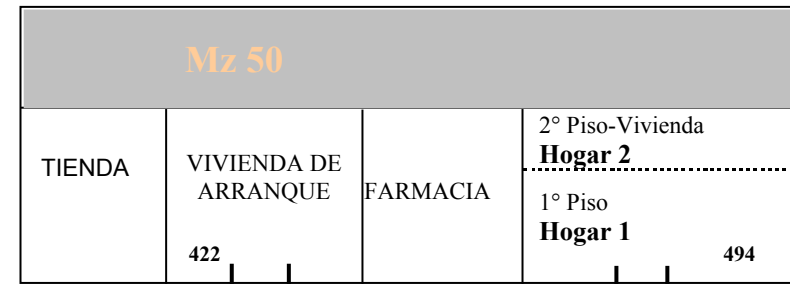 Mz 50
TIENDA
VIVIENDA DE
ARRANQUE
422
FARMACIA
2° Piso-Vivienda
Hogar 2
1° Piso
Hogar 1
494